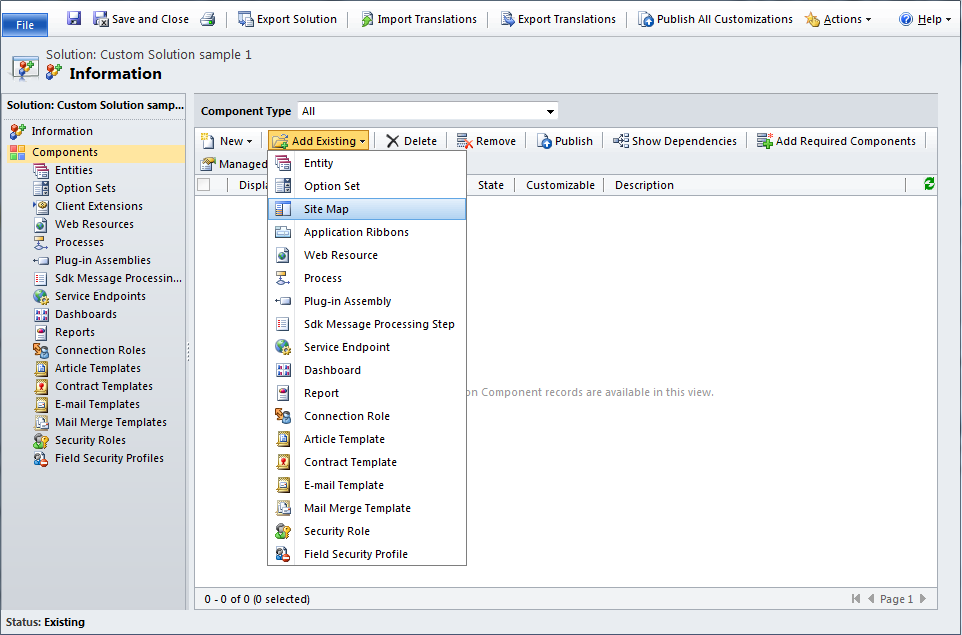 File Save and Close Export Solution Import Translations Export Translations Publish All Customizations Actions Help
Solution: Custom Solution sample 1
Information
Solution: Custom Solution samp...
Information
Components
Entities
Option Sets
Client Extensions
Web Resources
Processes
Plug-in Assemblies
Sdk Message Processin...
Service Endpoints
Dashboards
Reports
Connection Roles
Article Templates
Contract Templates
E-mail Templates
Mail Merge Templates
Security Roles
Field Security Profiles
Component Type All
New Add Existing Delete Remove Publish Show Dependencies Add Required Components
Managed
Displa State Customizable Description
Entity
Option Set
Site Map
Application Ribbons
Web Resource
Process
Plug-in Assembly
Sdk Message Processing Step
Service Endpoint
Dashboard
Report
Connection Role
Article Template
Contract Template
E-mail Template
Mail Merge Template
Security Role
Field Security Profile
on Component records are available in this view.
0 - 0 of 0 (0 selected) Page 1
Status: Existing